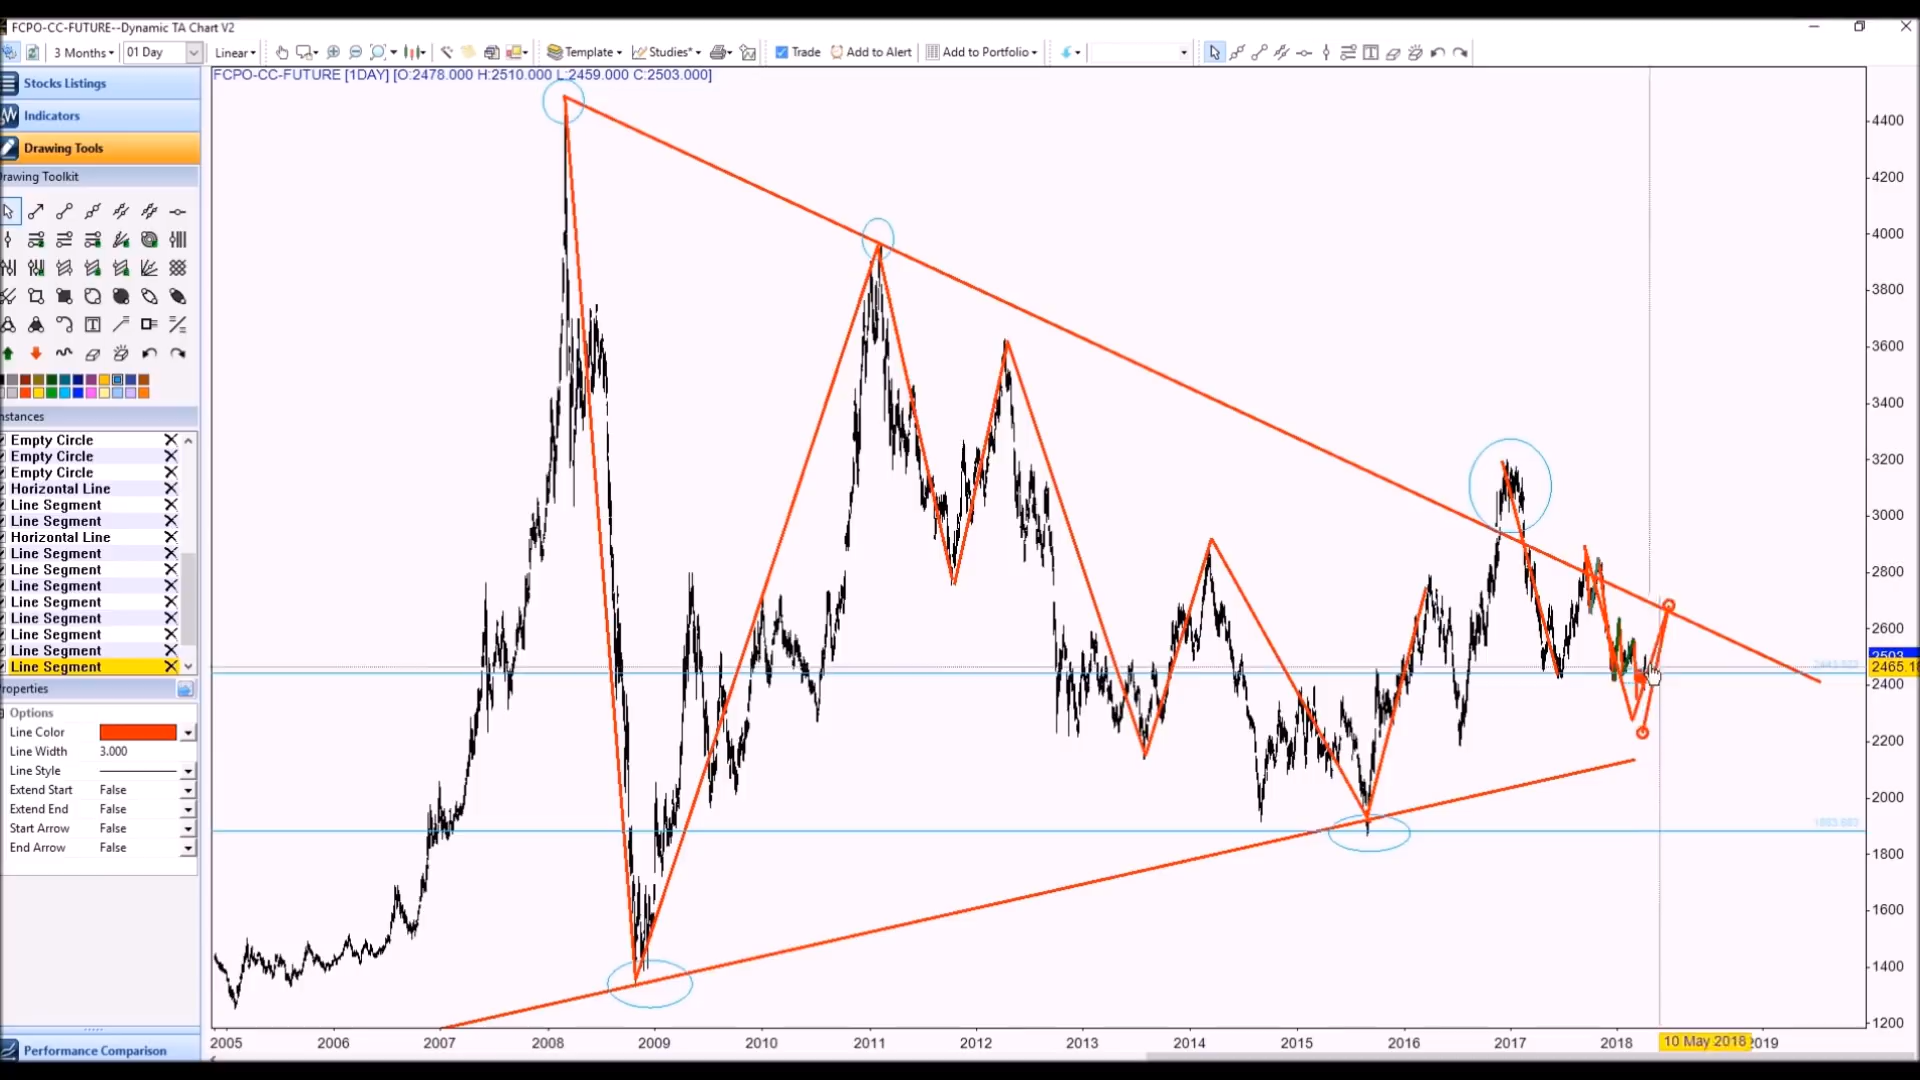 FCPO-CC-FUTURE--Dynamic TA Chart V2
3 Months 01 Day Linear Template Studies* Trade Add to Alert Add to Portfolio
Stocks Listings
Indicators
Drawing Tools
Drawing Toolkit
nstances
Empty Circle
Empty Circle
Empty Circle
Horizontal Line
Line Segment
Line Segment
Horizontal Line
Line Segment
Line Segment
Line Segment
Line Segment
Line Segment
Line Segment
Line Segment
Line Segment
Properties
Options
Line Color
Line Width 3.000
Line Style
Extend Start False
Extend End False
Start Arrow False
End Arrow False
Performance Comparison
FCPO-CC-FUTURE [1DAY] [O:2478.000 H:2510.000 L:2459.000 C:2503.000]
4400
4200
4000
3800
3600
3400
3200
3000
2800
2600
2503
2465.18
2400
2200
2000
1800
1600
1400
1200
2005 2006 2007 2008 2009 2010 2011 2012 2013 2014 2015 2016 2017 2018 10 May 2018 2019